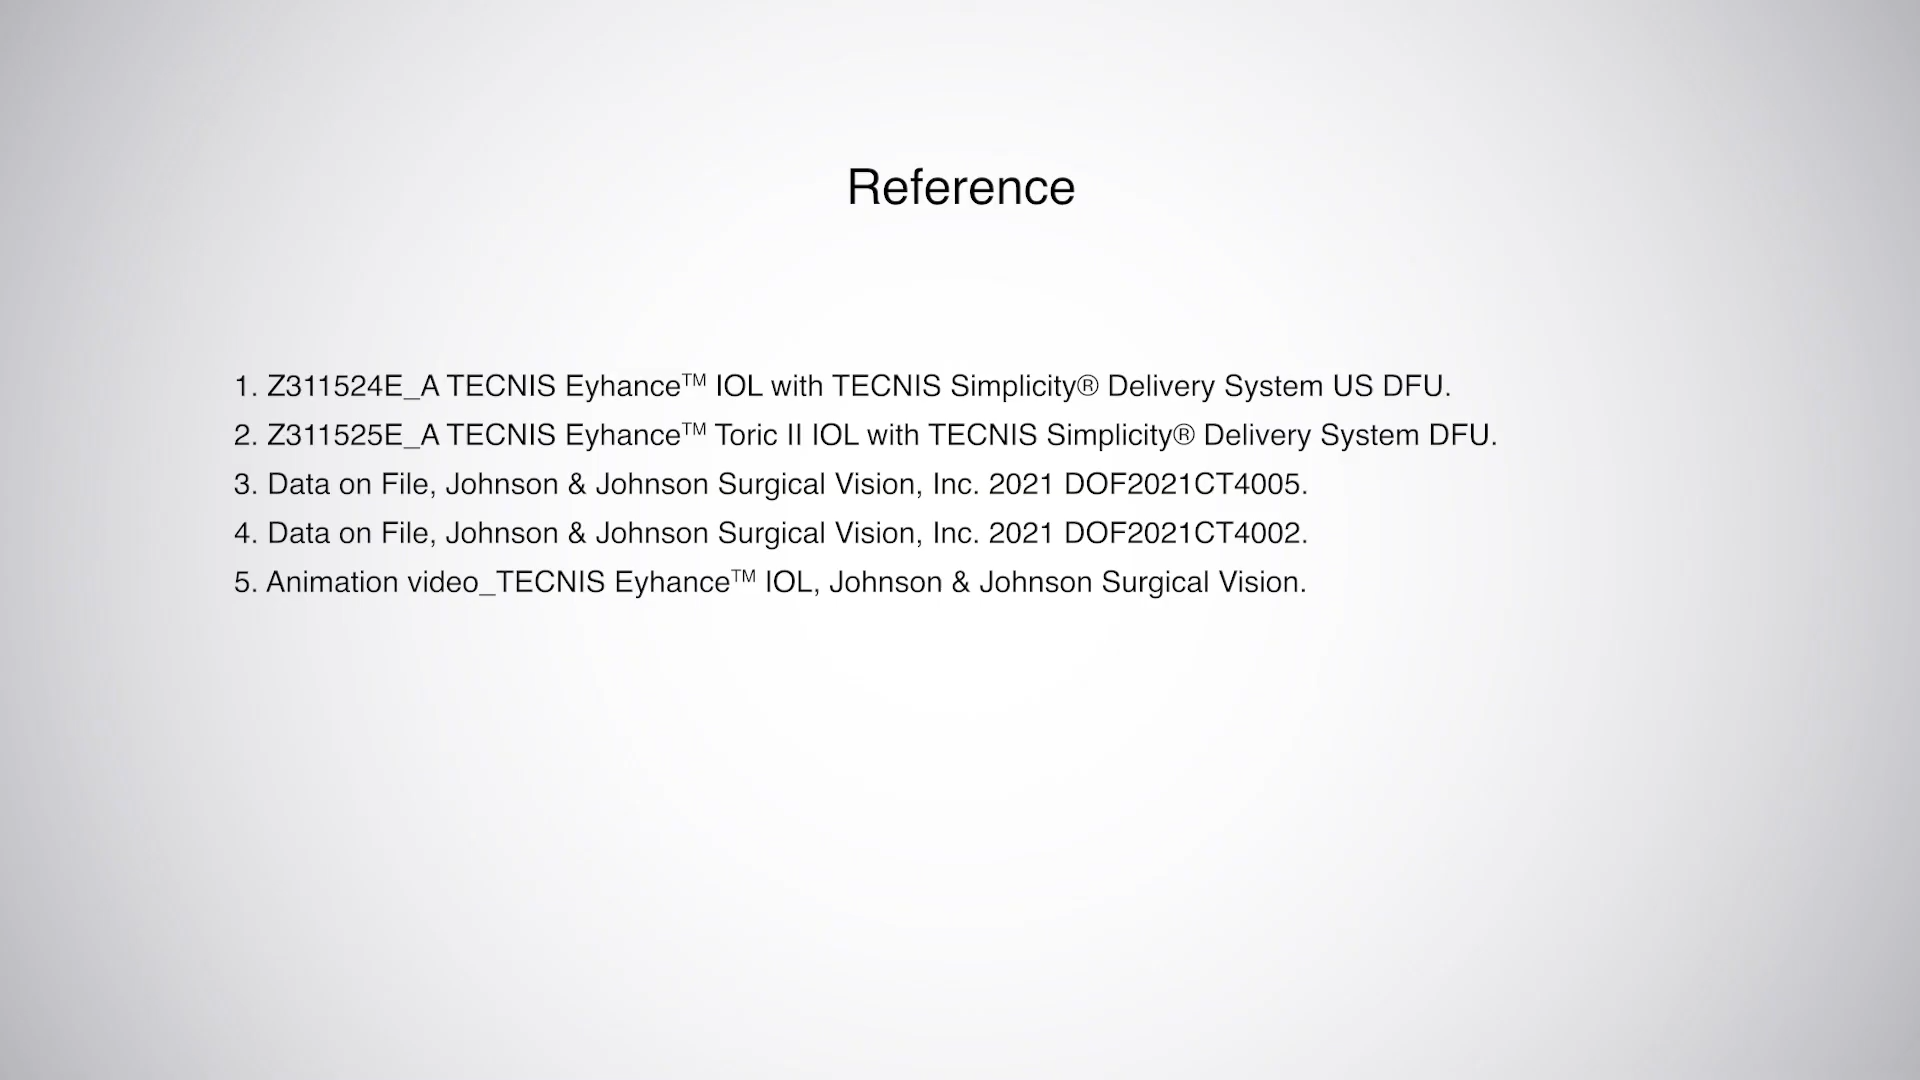 Reference
1. Z311524E_A TECNIS Eyhance™ IOL with TECNIS Simplicity® Delivery System US DFU.
2. Z311525E_A TECNIS Eyhance™ Toric II IOL with TECNIS Simplicity® Delivery System DFU.
3. Data on File, Johnson & Johnson Surgical Vision, Inc. 2021 DOF2021CT4005.
4. Data on File, Johnson & Johnson Surgical Vision, Inc. 2021 DOF2021CT4002.
5. Animation video_TECNIS Eyhance™ IOL, Johnson & Johnson Surgical Vision.